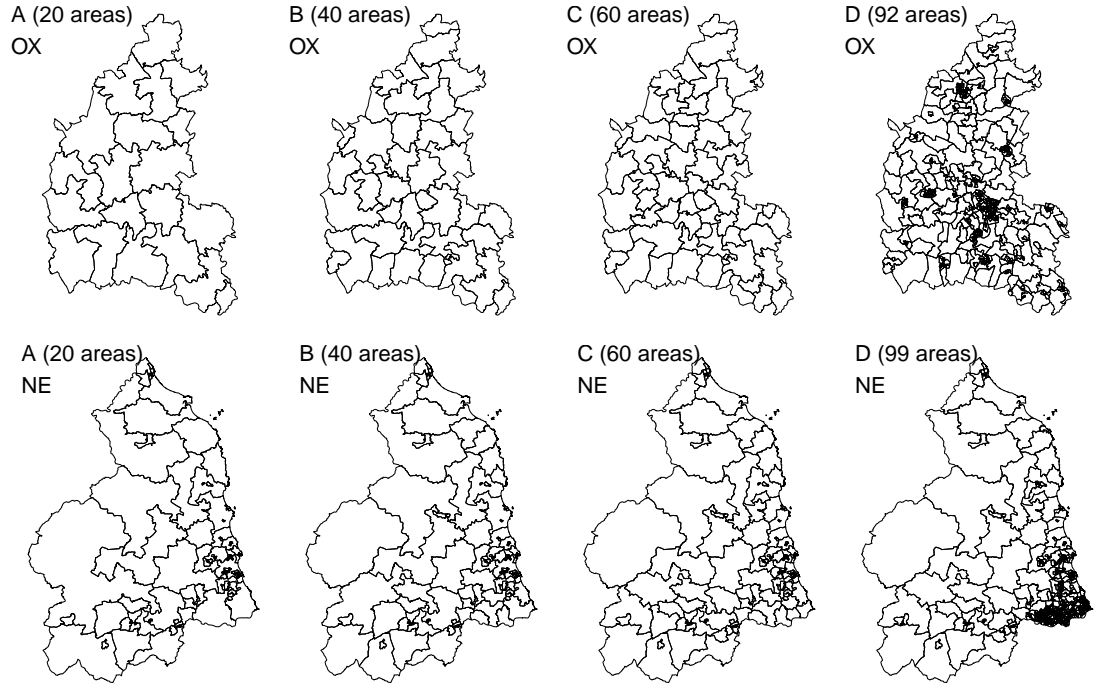 A (20 areas)
OX
B (40 areas)
OX
C (60 areas)
OX
D (92 areas)
OX
A (20 areas)
NE
B (40 areas)
NE
C (60 areas)
NE
D (99 areas)
NE